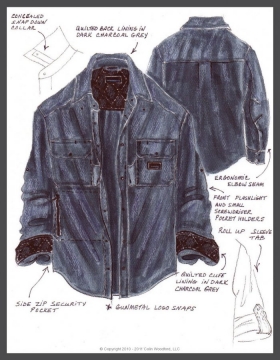 CONCEALED
SNAP DOWN
COLLAR
QUILTED BACK LINING IN
DARK CHARCOAL GREY
ERGONOMIC
ELBOW SEAM
FRONT FLASHLIGHT
AND SMALL
SCREWDRIVER
POCKET HOLDERS
ROLL UP SLEEVE
TAB
QUILTED CUFF
LINING IN DARK
CHARCOAL GREY
SIDE ZIP SECURITY
POCKET
* GUNMETAL LOGO SNAPS